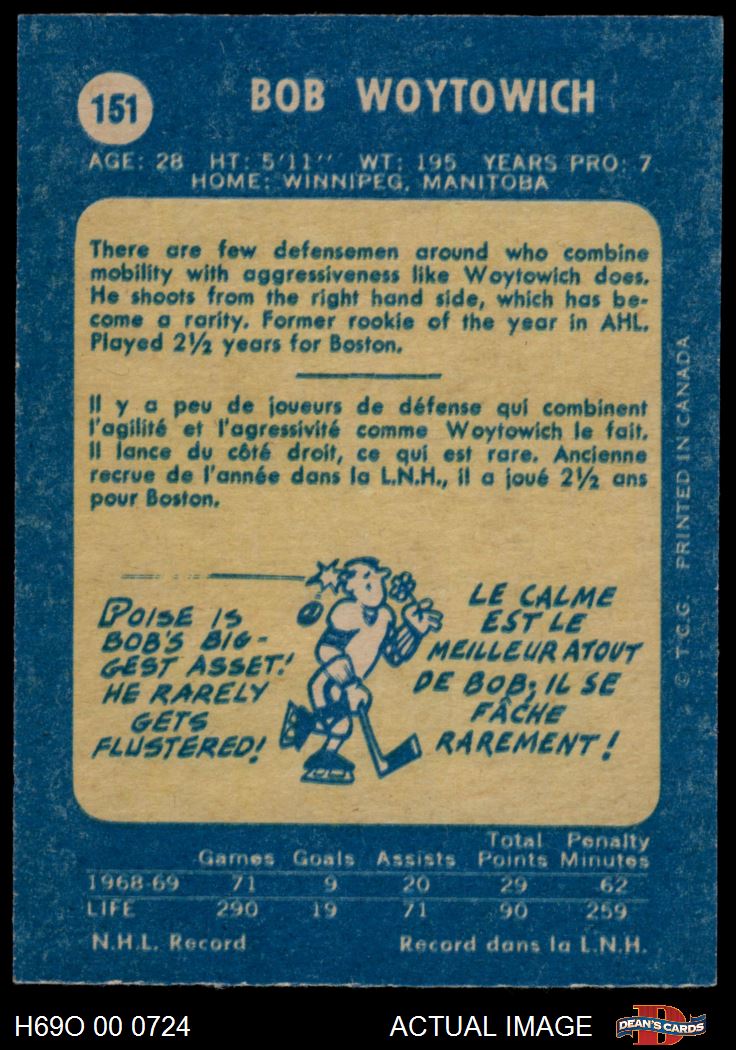 151
BOB WOYTOWICH
AGE: 28 HT: 5'11" WT: 195 YEARS PRO: 7
HOME: WINNIPEG, MANITOBA
There are few defensemen around who combine
mobility with aggressiveness like Woytowich does.
He shoots from the right hand side, which has be-
come a rarity. Former rookie of the year in AHL.
Played 2½ years for Boston.
Il y a peu de joueurs de défense qui combinent
l'agilité et l'agressivité comme Woytowich le fait.
Il lance du côté droit, ce qui est rare. Ancienne
recrue de l'année dans la L.N.H., il a joué 2½ ans
pour Boston.
POISE IS
BOB'S BIG-
GEST ASSET!
HE RARELY
GETS
FLUSTERED!
LE CALME
EST LE
MEILLEUR ATOUT
DE BOB; IL SE
FÂCHE
RAREMENT!
© T.C.G. PRINTED IN CANADA
Total Penalty
Games Goals Assists Points Minutes
1968-69 71 9 20 29 62
LIFE 290 19 71 90 259
N.H.L. Record Record dans la L.N.H.
H69O 00 0724 ACTUAL IMAGE
D
DEAN'S CARDS